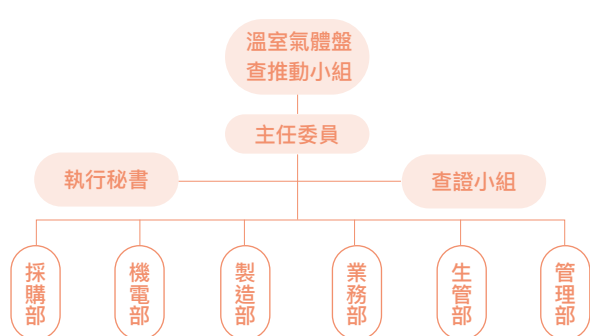 溫室氣體盤
查推動小組
主任委員
執行秘書
查證小組
採購部
機電部
製造部
業務部
生管部
管理部